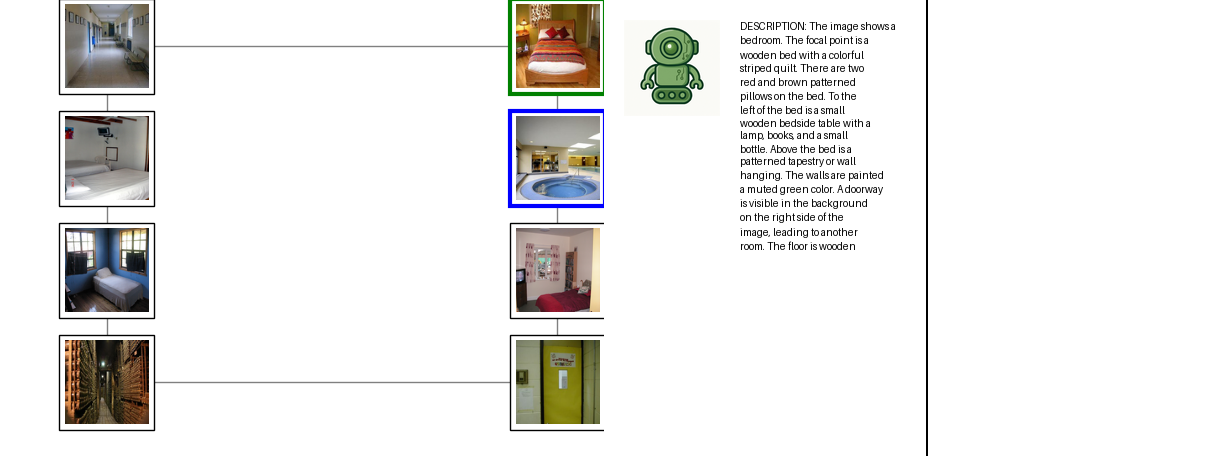 DESCRIPTION: The image shows a
bedroom. The focal point is a
wooden bed with a colorful
striped quilt. There are two
red and brown patterned
pillows on the bed. To the
left of the bed is a small
wooden bedside table with a
lamp, books, and a small
bottle. Above the bed is a
patterned tapestry or wall
hanging. The walls are painted
a muted green color. A doorway
is visible in the background
on the right side of the
image, leading to another
room. The floor is wooden